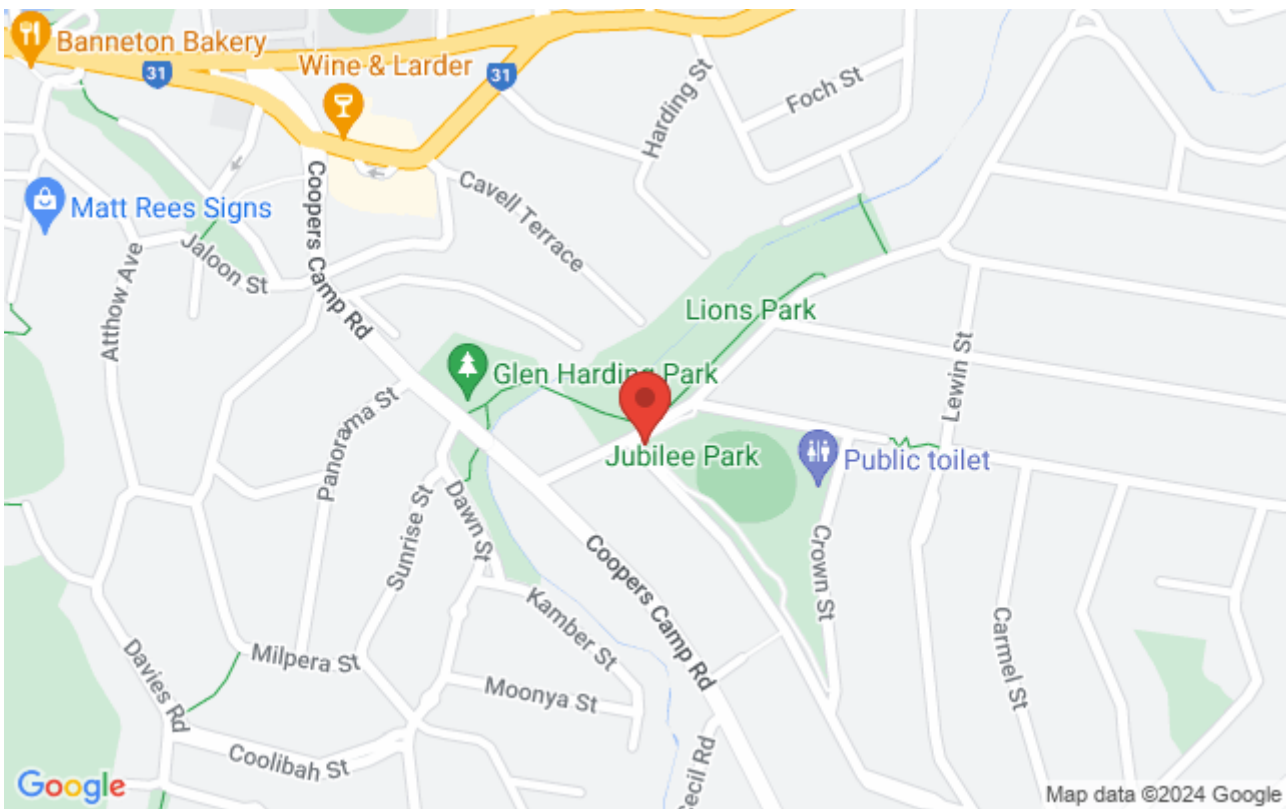 Banneton Bakery
31
Wine & Larder
31
Harding St
Foch St
Matt Rees Signs
Coopers Camp Rd
Cavell Terrace
Jaloon St
Atthow Ave
Lions Park
Glen Harding Park
Panorama St
Lewin St
Jubilee Park
Public toilet
Sunrise St
Dawn St
Coopers Camp Rd
Crown St
Kamber St
Carmel St
Milpera St
Davies Rd
Moonya St
Coolibah St
Cecil Rd
Google
Map data ©2024 Google